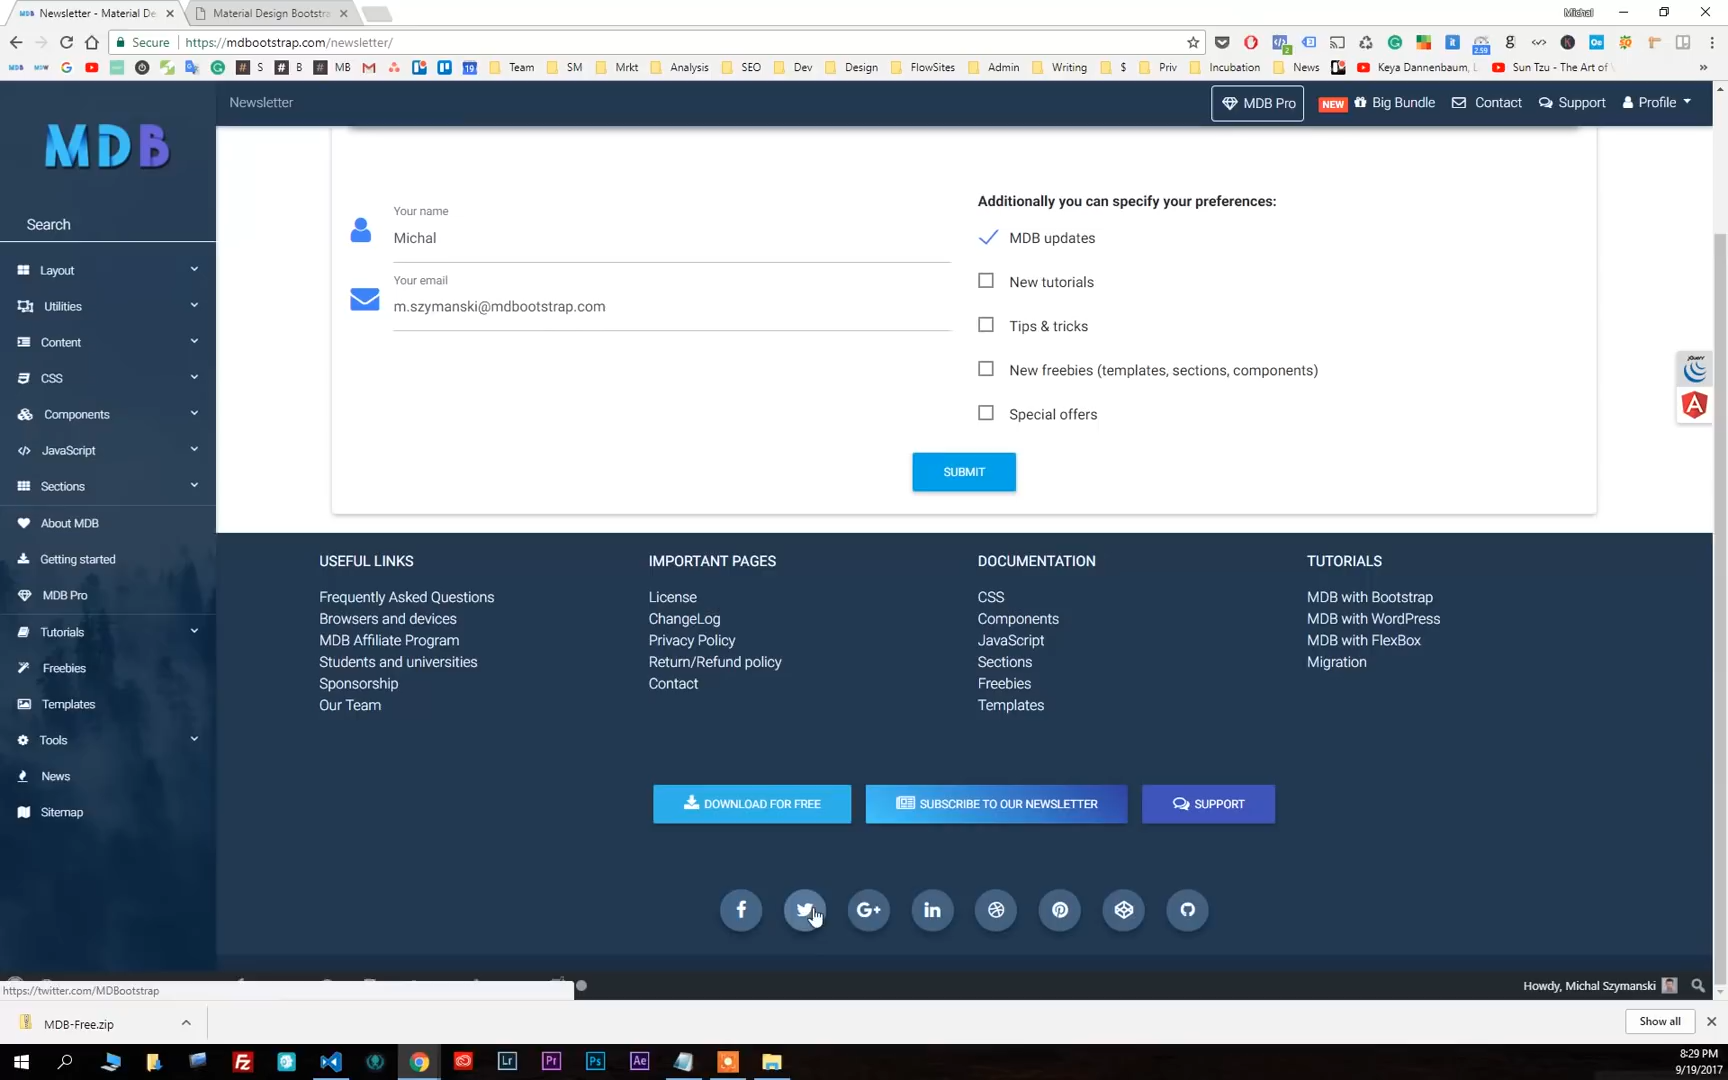 Newsletter - Material De
Material Design Bootstra
Michal
Secure
https://mdbootstrap.com/newsletter/
S
B
MB
19
Team
SM
Mrkt
Analysis
SEO
Dev
Design
FlowSites
Admin
Writing
$
Priv
Incubation
News
Keya Dannenbaum,
Sun Tzu - The Art of
»
MDB
Newsletter
MDB Pro
NEW
Big Bundle
Contact
Support
Profile
Search
Layout
Utilities
Content
CSS
Components
JavaScript
Sections
About MDB
Getting started
MDB Pro
Tutorials
Freebies
Templates
Tools
News
Sitemap
Your name
Michal
Your email
m.szymanski@mdbootstrap.com
Additionally you can specify your preferences:
MDB updates
New tutorials
Tips & tricks
New freebies (templates, sections, components)
Special offers
SUBMIT
USEFUL LINKS
Frequently Asked Questions
Browsers and devices
MDB Affiliate Program
Students and universities
Sponsorship
Our Team
IMPORTANT PAGES
License
ChangeLog
Privacy Policy
Return/Refund policy
Contact
DOCUMENTATION
CSS
Components
JavaScript
Sections
Freebies
Templates
TUTORIALS
MDB with Bootstrap
MDB with WordPress
MDB with FlexBox
Migration
DOWNLOAD FOR FREE
SUBSCRIBE TO OUR NEWSLETTER
SUPPORT
https://twitter.com/MDBootstrap
Howdy, Michal Szymanski
MDB-Free.zip
Show all
Lr
Pr
Ps
Ae
8:29 PM
9/19/2017